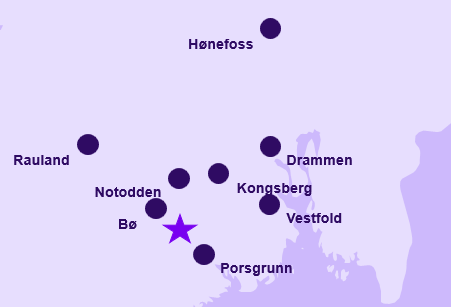 Hønefoss
Rauland
Drammen
Notodden
Kongsberg
Bø
Vestfold
Porsgrunn